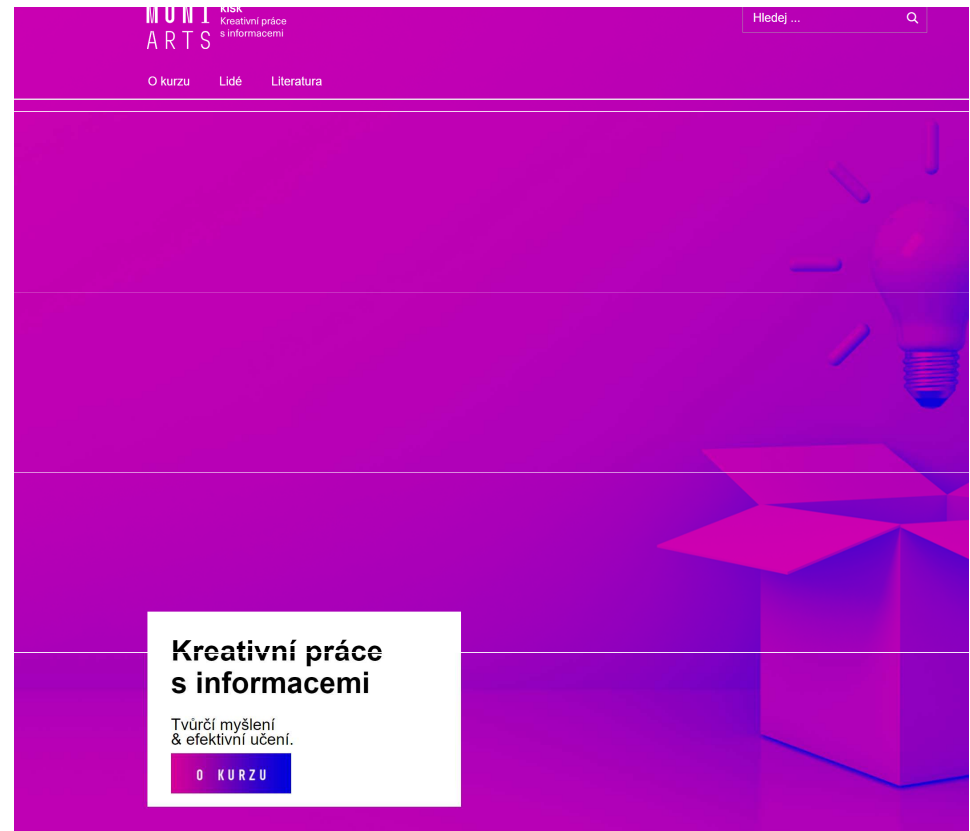 MUNI
ARTS
KISK
Kreativní práce
s informacemi
Hledej ...
O kurzu
Lidé
Literatura
Kreativní práce
s informacemi
Tvůrčí myšlení
& efektivní učení.
O KURZU